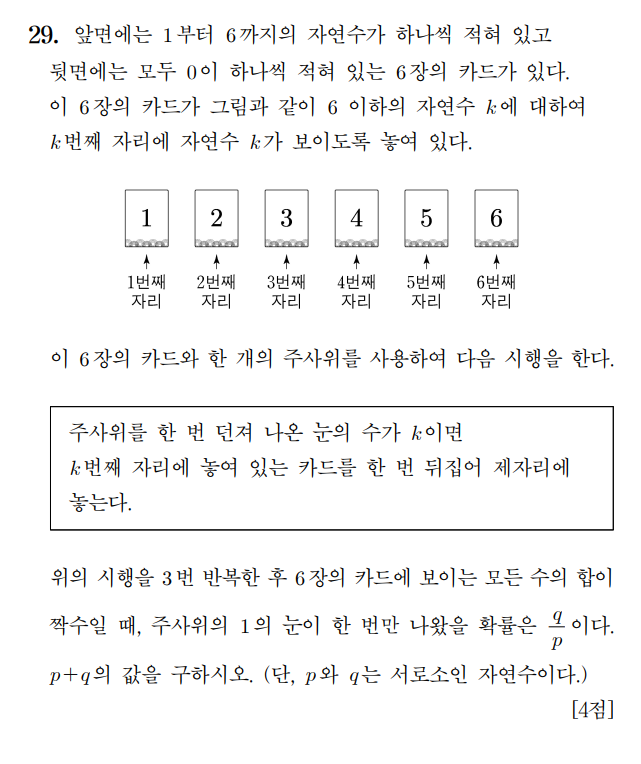 29. 앞면에는 1부터 6까지의 자연수가 하나씩 적혀 있고
뒷면에는 모두 0이 하나씩 적혀 있는 6장의 카드가 있다.
이 6장의 카드가 그림과 같이 6 이하의 자연수 k에 대하여
k번째 자리에 자연수 k가 보이도록 놓여 있다.
1 2 3 4 5 6
1번째 2번째 3번째 4번째 5번째 6번째
자리 자리 자리 자리 자리 자리
이 6장의 카드와 한 개의 주사위를 사용하여 다음 시행을 한다.
주사위를 한 번 던져 나온 눈의 수가 k이면
k번째 자리에 놓여 있는 카드를 한 번 뒤집어 제자리에
놓는다.
위의 시행을 3번 반복한 후 6장의 카드에 보이는 모든 수의 합이
짝수일 때, 주사위의 1의 눈이 한 번만 나왔을 확률은 q/p이다.
p+q의 값을 구하시오. (단, p와 q는 서로소인 자연수이다.)
[4점]